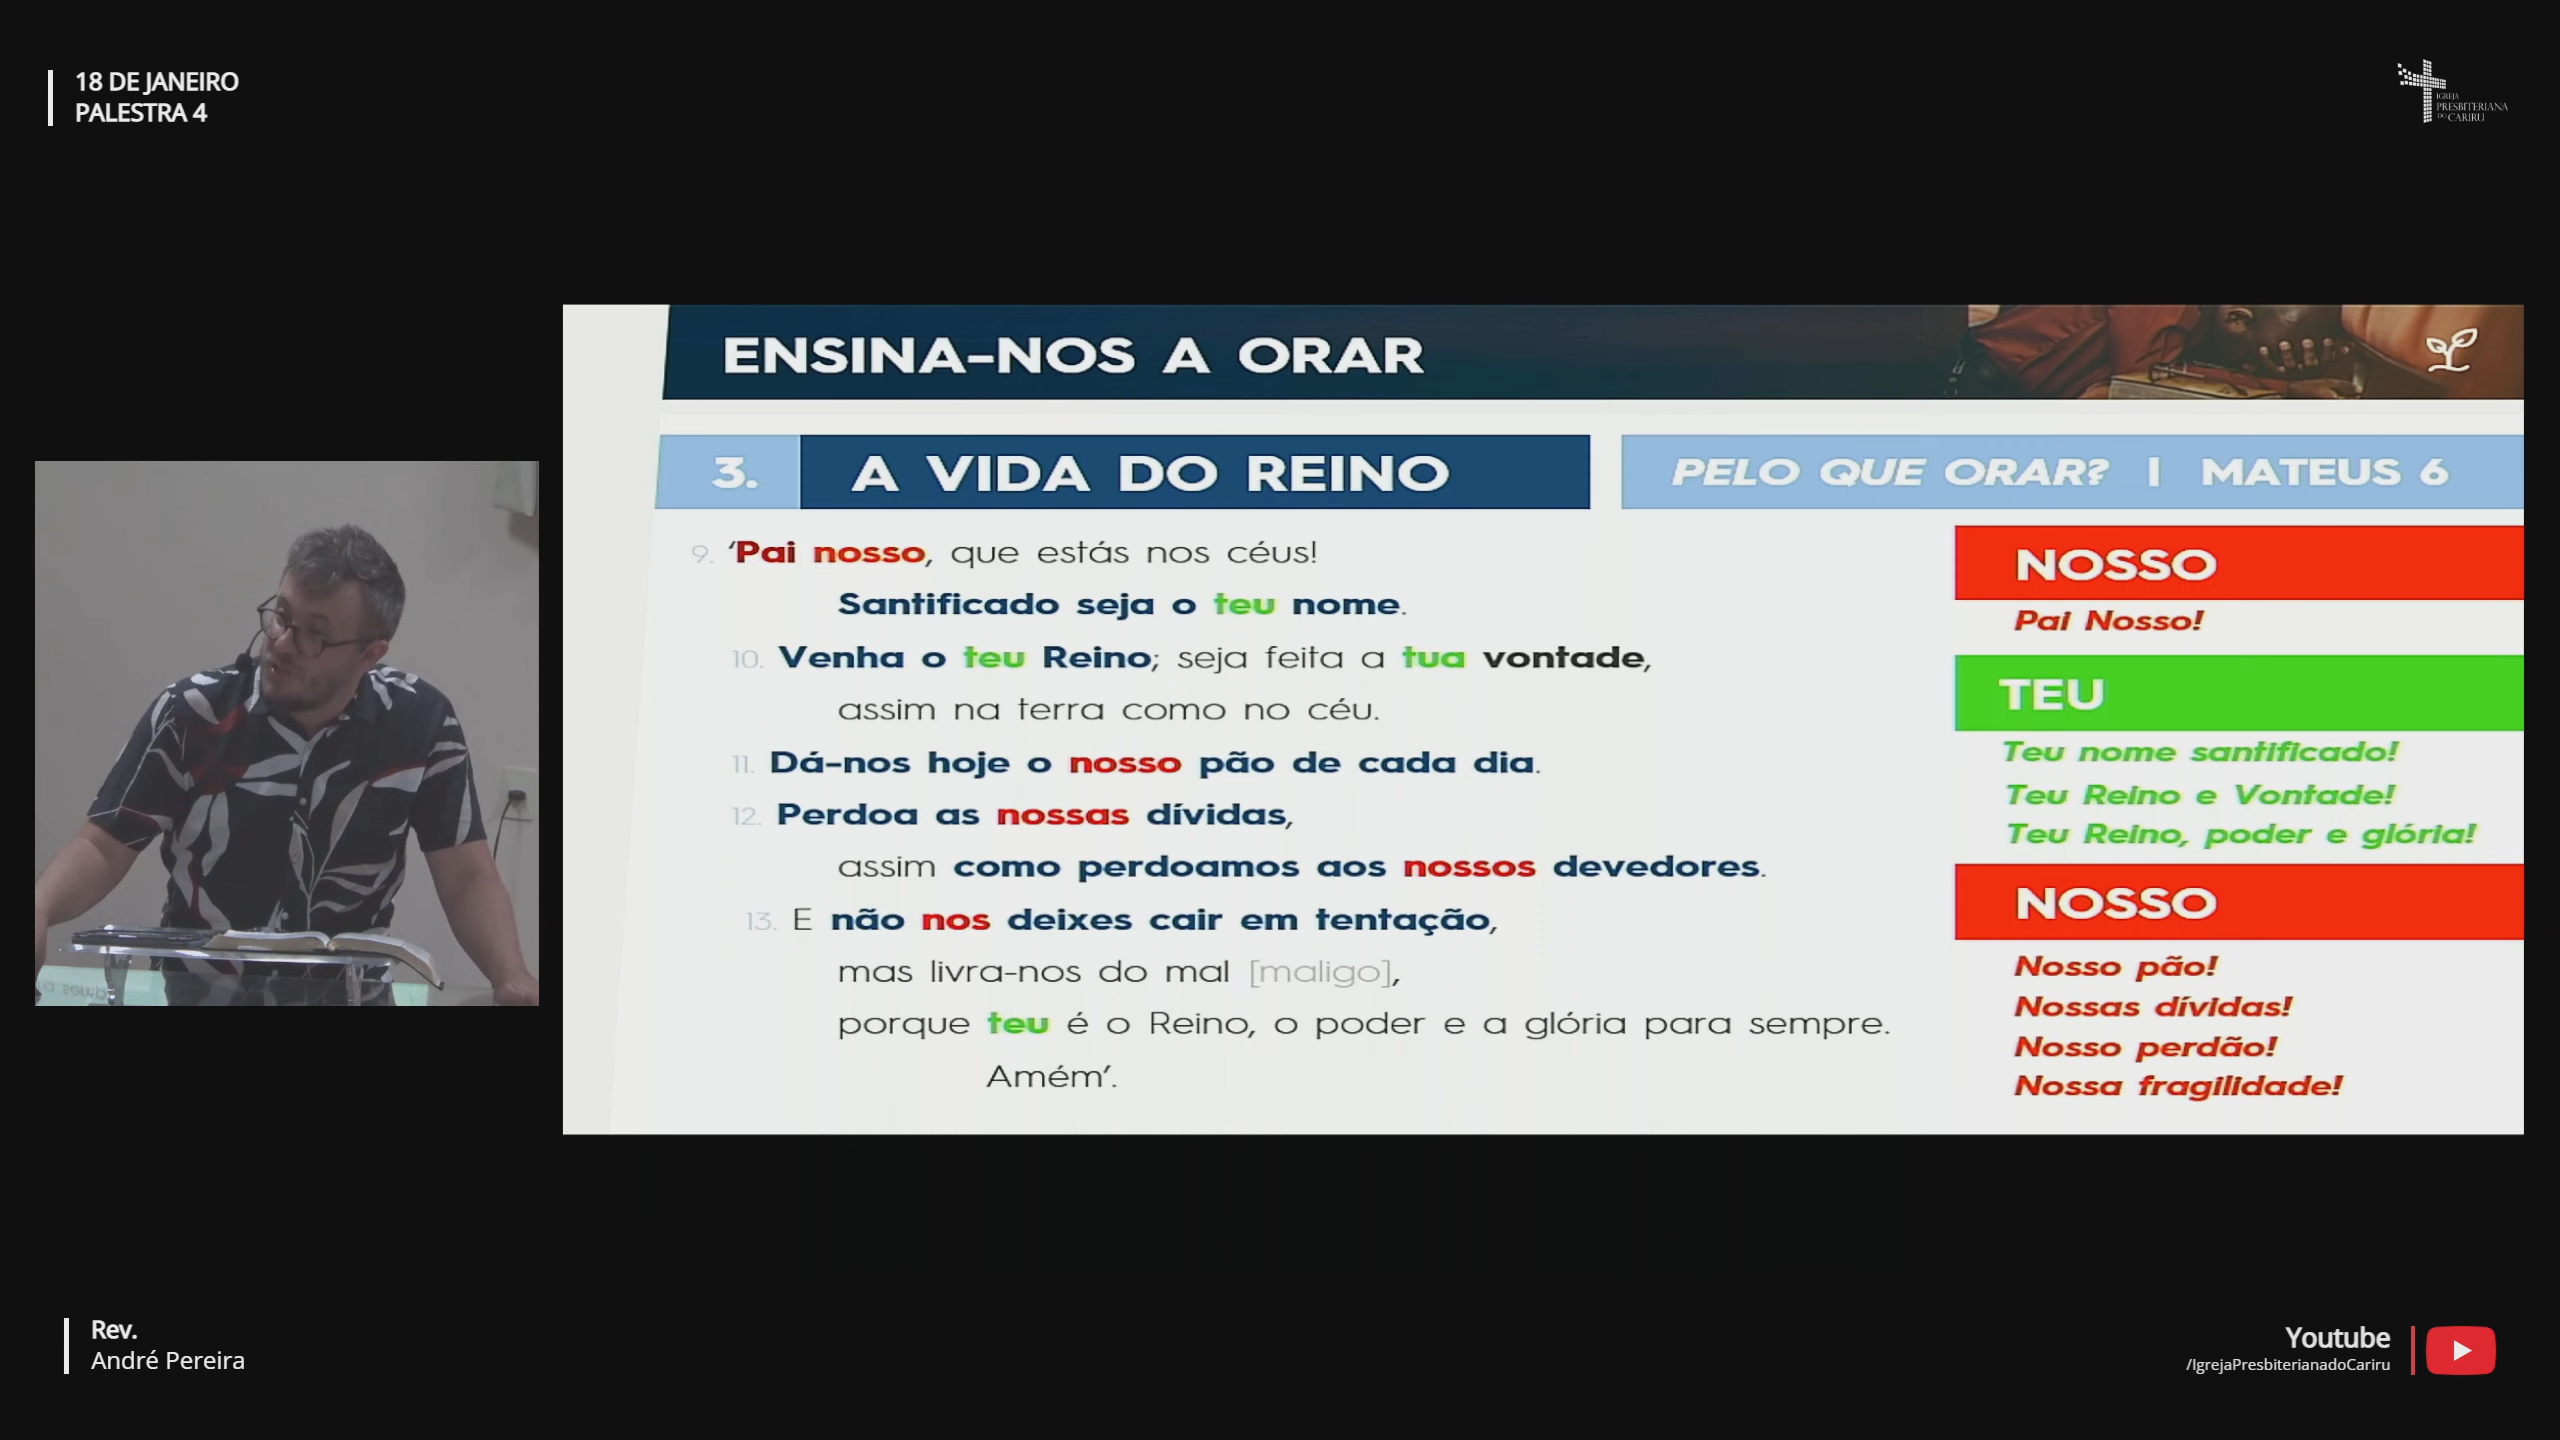 18 DE JANEIRO
PALESTRA 4
IGREJA
PRESBITERIANA
DO CARIRU
ENSINA-NOS A ORAR
3. A VIDA DO REINO
PELO QUE ORAR? | MATEUS 6
9. ‘Pai nosso, que estás nos céus!
Santificado seja o teu nome.
10. Venha o teu Reino; seja feita a tua vontade,
assim na terra como no céu.
11. Dá-nos hoje o nosso pão de cada dia.
12. Perdoa as nossas dívidas,
assim como perdoamos aos nossos devedores.
13. E não nos deixes cair em tentação,
mas livra-nos do mal [maligo],
porque teu é o Reino, o poder e a glória para sempre.
Amém’.
NOSSO
Pai Nosso!
TEU
Teu nome santificado!
Teu Reino e Vontade!
Teu Reino, poder e glória!
NOSSO
Nosso pão!
Nossas dívidas!
Nosso perdão!
Nossa fragilidade!
Rev.
André Pereira
Youtube
/IgrejaPresbiterianadoCariru